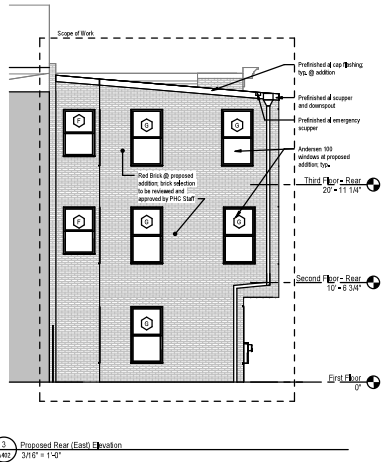 Scope of Work
Prefinished al cap flashing;
typ. @ addition
Prefinished al scupper
and downspout
Prefinished al emergency
scupper
Andersen 100
windows at proposed
addition; typ.
F
G
G
Red Brick @ proposed
addition; brick selection
to be reviewed and
approved by PHC Staff
Third Floor - Rear
20' - 11 1/4"
F
G
G
Second Floor - Rear
10' - 6 3/4"
G
First Floor
0"
3
A402
Proposed Rear (East) Elevation
3/16" = 1'-0"